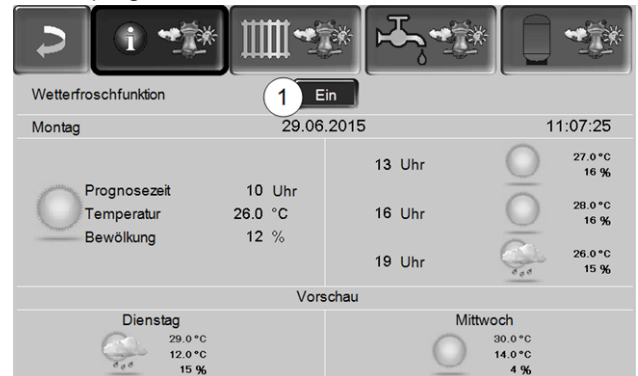 Wetterfroschfunktion 1 Ein
Montag 29.06.2015 11:07:25
Prognosezeit 10 Uhr
Temperatur 26.0 °C
Bewölkung 12 %
13 Uhr 27.0°C
16 %
16 Uhr 28.0°C
16 %
19 Uhr 26.0°C
15 %
Vorschau
Dienstag
29.0°C
12.0°C
15 %
Mittwoch
30.0°C
14.0°C
4 %